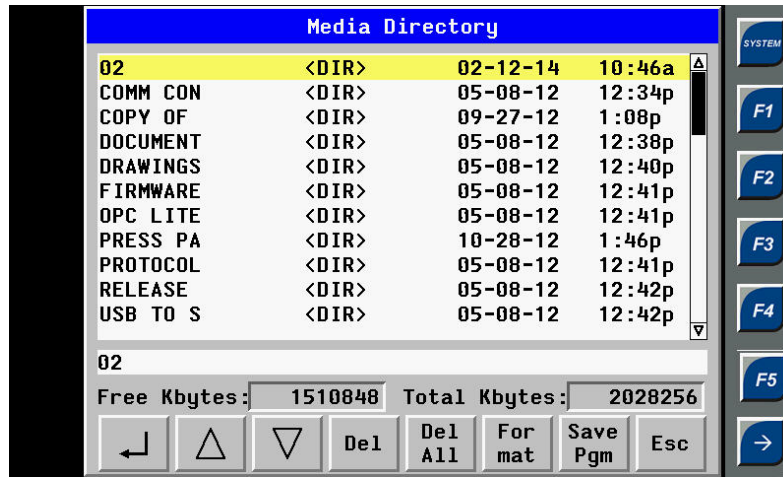 Media Directory
SYSTEM
02 <DIR> 02-12-14 10:46a
COMM CON <DIR> 05-08-12 12:34p
COPY OF <DIR> 09-27-12 1:08p
DOCUMENT <DIR> 05-08-12 12:38p
DRAWINGS <DIR> 05-08-12 12:40p
FIRMWARE <DIR> 05-08-12 12:41p
OPC LITE <DIR> 05-08-12 12:41p
PRESS PA <DIR> 10-28-12 1:46p
PROTOCOL <DIR> 05-08-12 12:41p
RELEASE <DIR> 05-08-12 12:42p
USB TO S <DIR> 05-08-12 12:42p
02
Free Kbytes: 1510848 Total Kbytes: 2028256
Del
Del
All
For
mat
Save
Pgm
Esc
F1
F2
F3
F4
F5